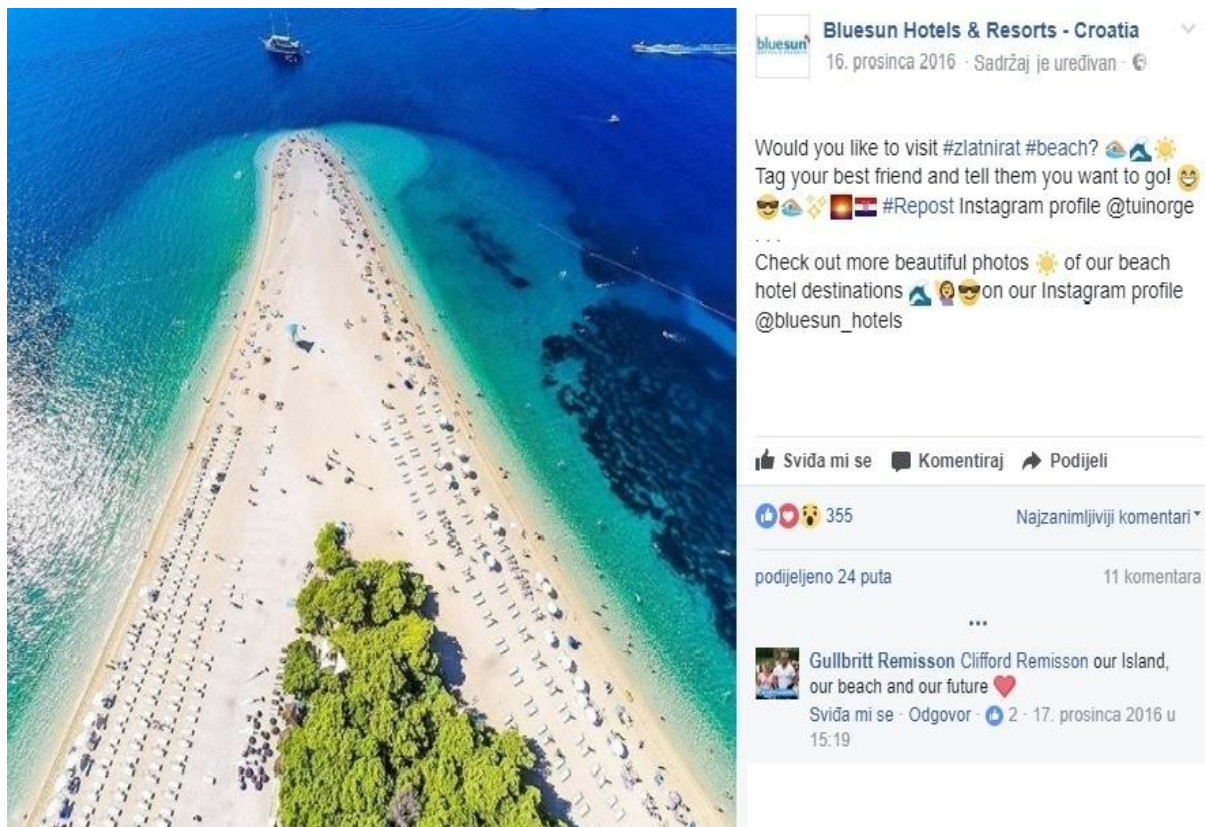 bluesun
Bluesun Hotels & Resorts - Croatia
16. prosinca 2016 · Sadržaj je uređivan ·
Would you like to visit #zlatnirat #beach? 🏊🌊☀️
Tag your best friend and tell them you want to go! 😁
😎🏊✨🌅🇭🇷 #Repost Instagram profile @tuinorge
. . .
Check out more beautiful photos ☀️ of our beach
hotel destinations 🌊🙋😎on our Instagram profile
@bluesun_hotels
Sviđa mi se Komentiraj Podijeli
355 Najzanimljiviji komentari
podijeljeno 24 puta 11 komentara
...
Gullbritt Remisson Clifford Remisson our Island,
our beach and our future ❤️
Sviđa mi se · Odgovor · 2 · 17. prosinca 2016 u
15:19